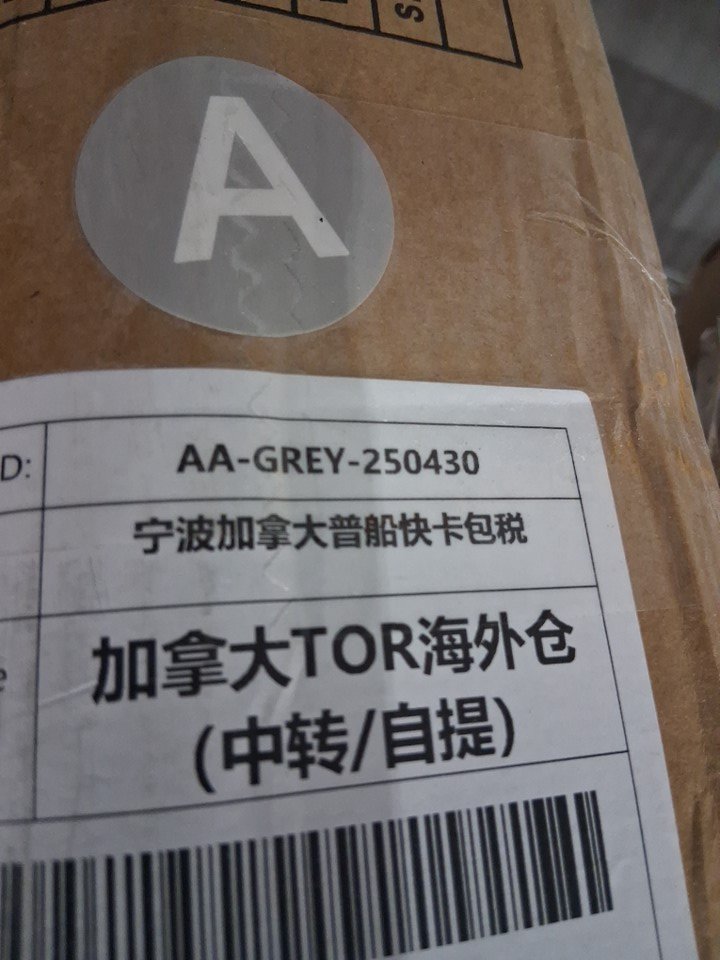 A
D:
AA-GREY-250430
宁波加拿大普船快卡包税
加拿大TOR海外仓
(中转/自提)